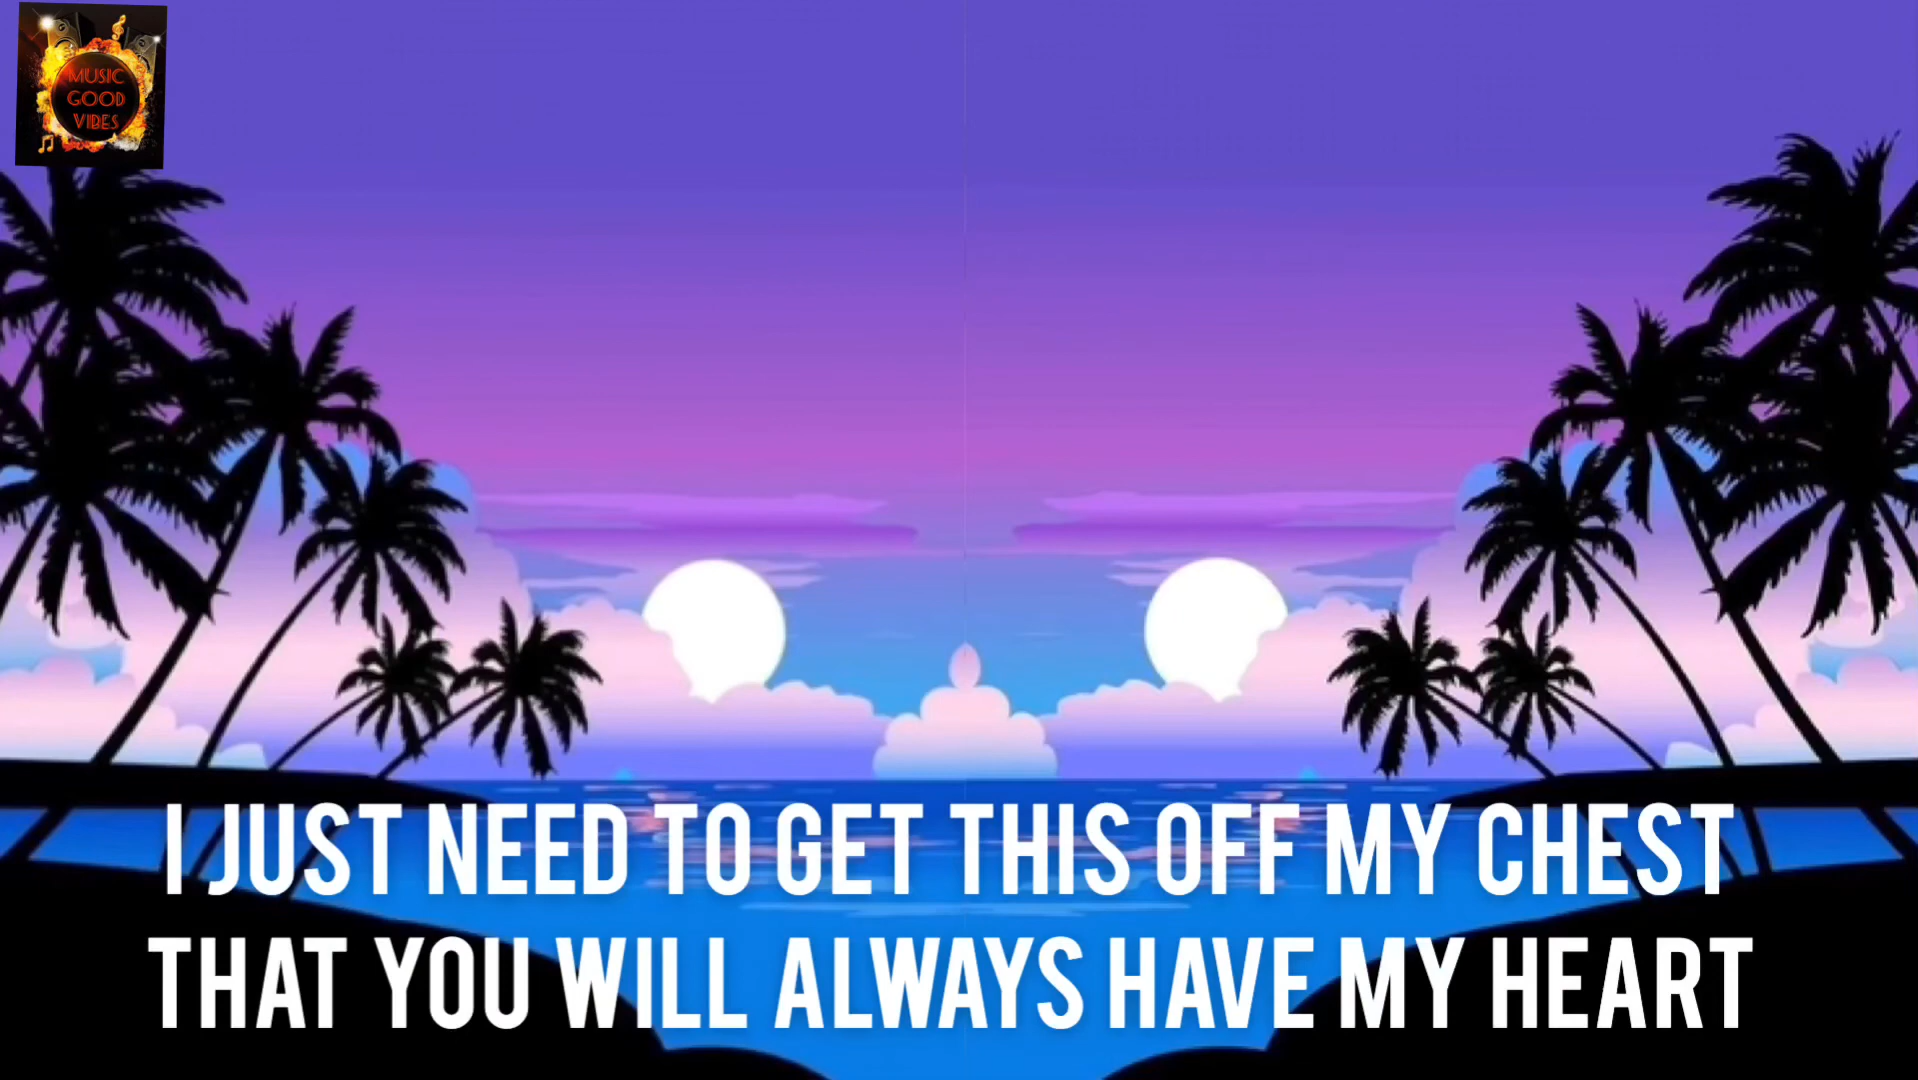 MUSIC
GOOD
VIBES
I JUST NEED TO GET THIS OFF MY CHEST
THAT YOU WILL ALWAYS HAVE MY HEART